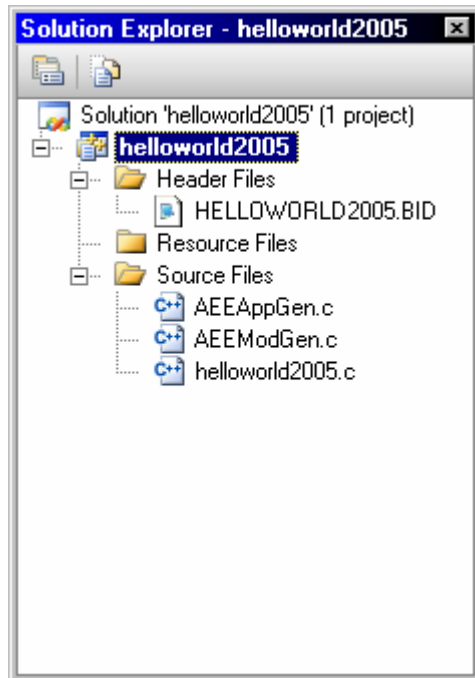 Solution Explorer - helloworld2005
Solution 'helloworld2005' (1 project)
helloworld2005
Header Files
HELLOWORLD2005.BID
Resource Files
Source Files
C++ AEEAppGen.c
C++ AEEModGen.c
C++ helloworld2005.c